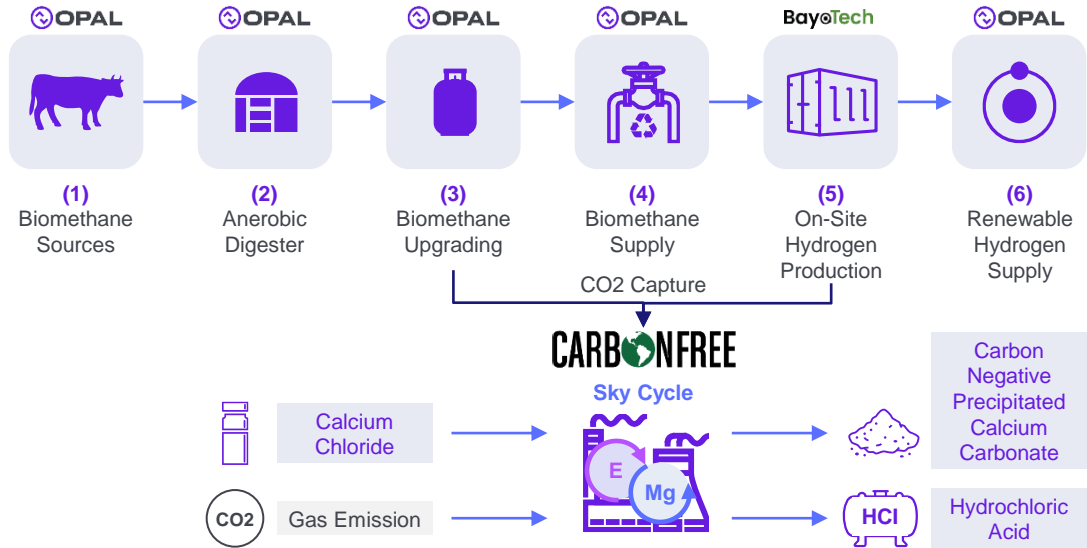 OPAL
OPAL
OPAL
OPAL
BayoTech
OPAL
(1)
Biomethane
Sources
(2)
Anerobic
Digester
(3)
Biomethane
Upgrading
(4)
Biomethane
Supply
(5)
On-Site
Hydrogen
Production
(6)
Renewable
Hydrogen
Supply
CO2 Capture
CARBONFREE
Sky Cycle
Calcium
Chloride
E
Mg
Carbon
Negative
Precipitated
Calcium
Carbonate
CO2
Gas Emission
HCl
Hydrochloric
Acid